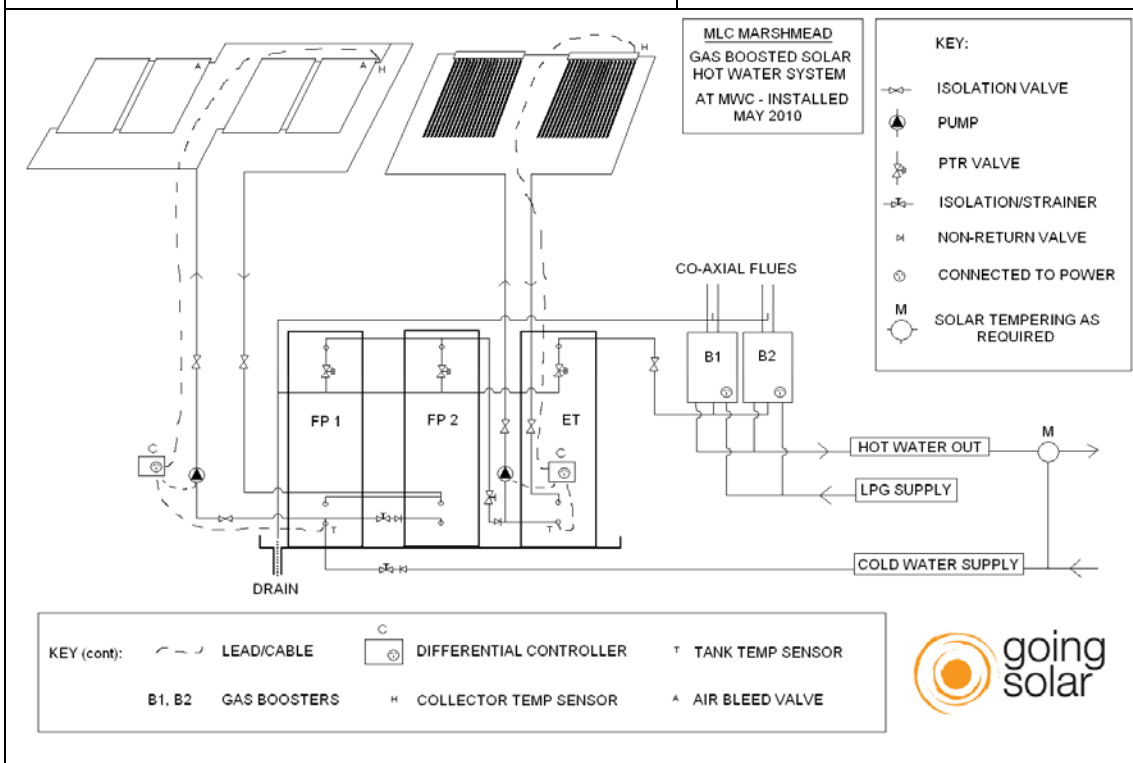 MLC MARSHMEAD
GAS BOOSTED SOLAR
HOT WATER SYSTEM
AT MWC - INSTALLED
MAY 2010
KEY:
ISOLATION VALVE
PUMP
PTR VALVE
ISOLATION/STRAINER
NON-RETURN VALVE
CONNECTED TO POWER
M
SOLAR TEMPERING AS
REQUIRED
A
A
H
H
CO-AXIAL FLUES
B1
B2
FP 1
FP 2
ET
C
C
T
T
M
HOT WATER OUT
LPG SUPPLY
COLD WATER SUPPLY
DRAIN
KEY (cont):
LEAD/CABLE
C
DIFFERENTIAL CONTROLLER
T TANK TEMP SENSOR
B1, B2 GAS BOOSTERS
H COLLECTOR TEMP SENSOR
A AIR BLEED VALVE
going
solar